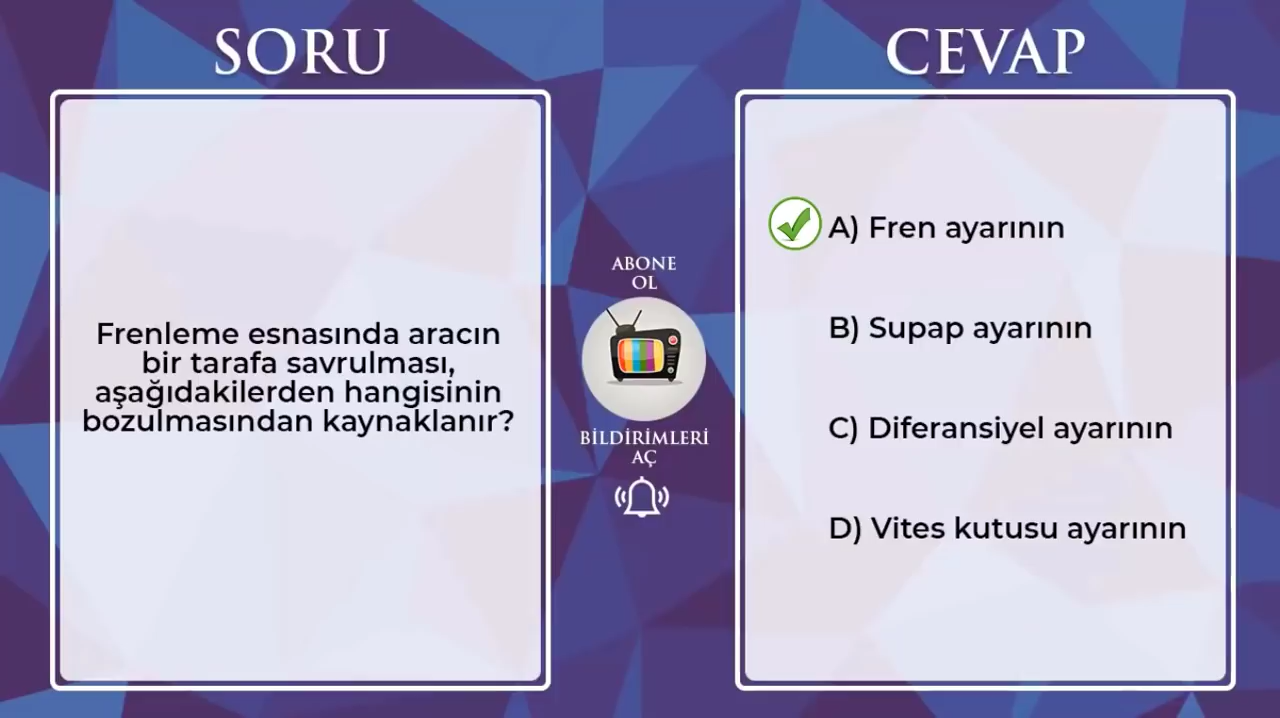 SORU
Frenleme esnasında aracın
bir tarafa savrulması,
aşağıdakilerden hangisinin
bozulmasından kaynaklanır?
ABONE
OL
BİLDİRİMLERİ
AÇ
CEVAP
A) Fren ayarının
B) Supap ayarının
C) Diferansiyel ayarının
D) Vites kutusu ayarının